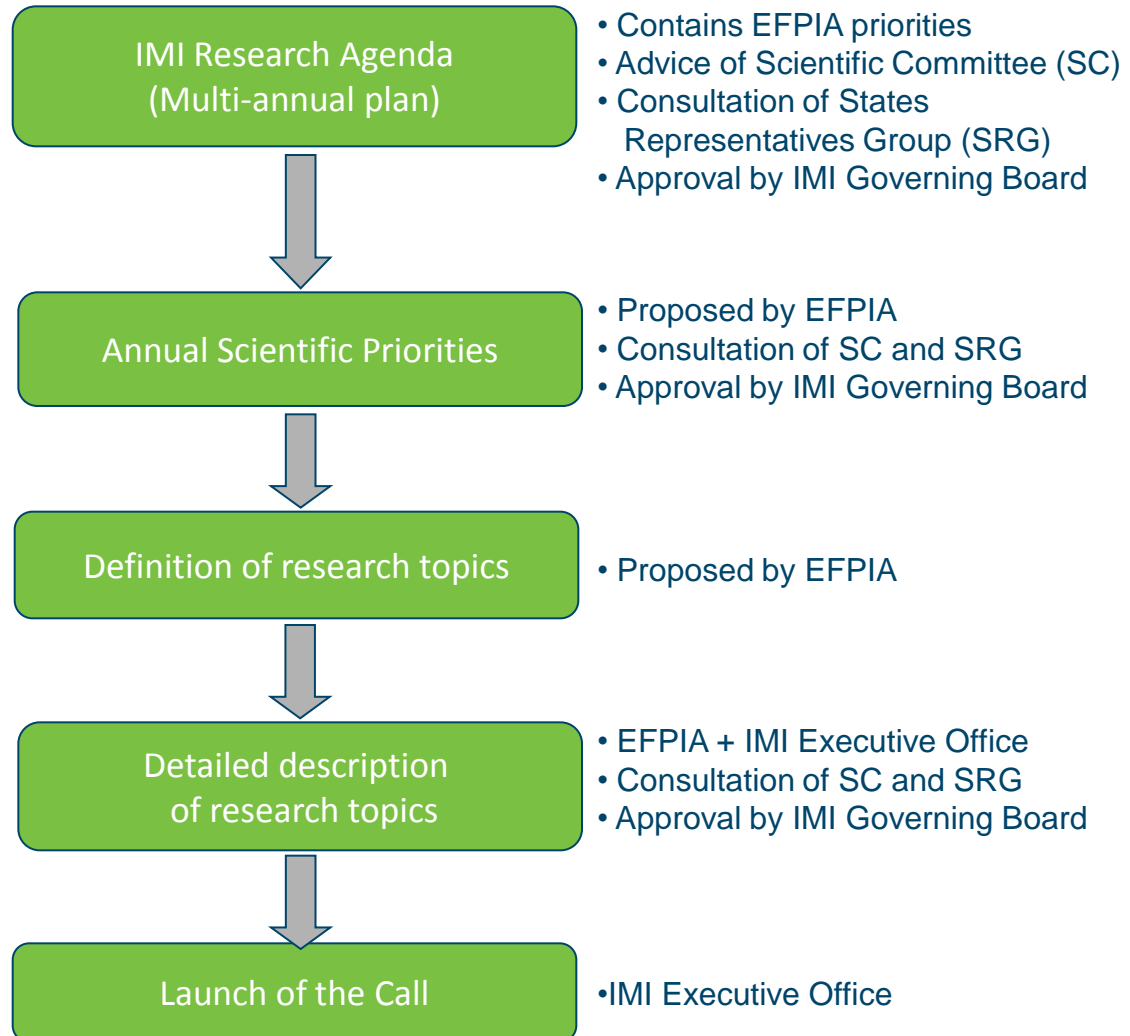 IMI Research Agenda
(Multi-annual plan)
• Contains EFPIA priorities
• Advice of Scientific Committee (SC)
• Consultation of States
Representatives Group (SRG)
• Approval by IMI Governing Board
Annual Scientific Priorities
• Proposed by EFPIA
• Consultation of SC and SRG
• Approval by IMI Governing Board
Definition of research topics
• Proposed by EFPIA
Detailed description
of research topics
• EFPIA + IMI Executive Office
• Consultation of SC and SRG
• Approval by IMI Governing Board
Launch of the Call
•IMI Executive Office